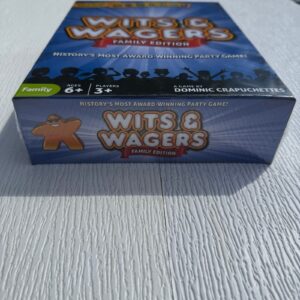 WITS &
WAGERS
FAMILY EDITION
HISTORY'S MOST AWARD-WINNING PARTY GAME!
Family
AGES
6+
PLAYERS
3+
A GAME BY
DOMINIC CRAPUCHETTES
HISTORY'S MOST AWARD-WINNING PARTY GAME!
WITS &
WAGERS
FAMILY EDITION